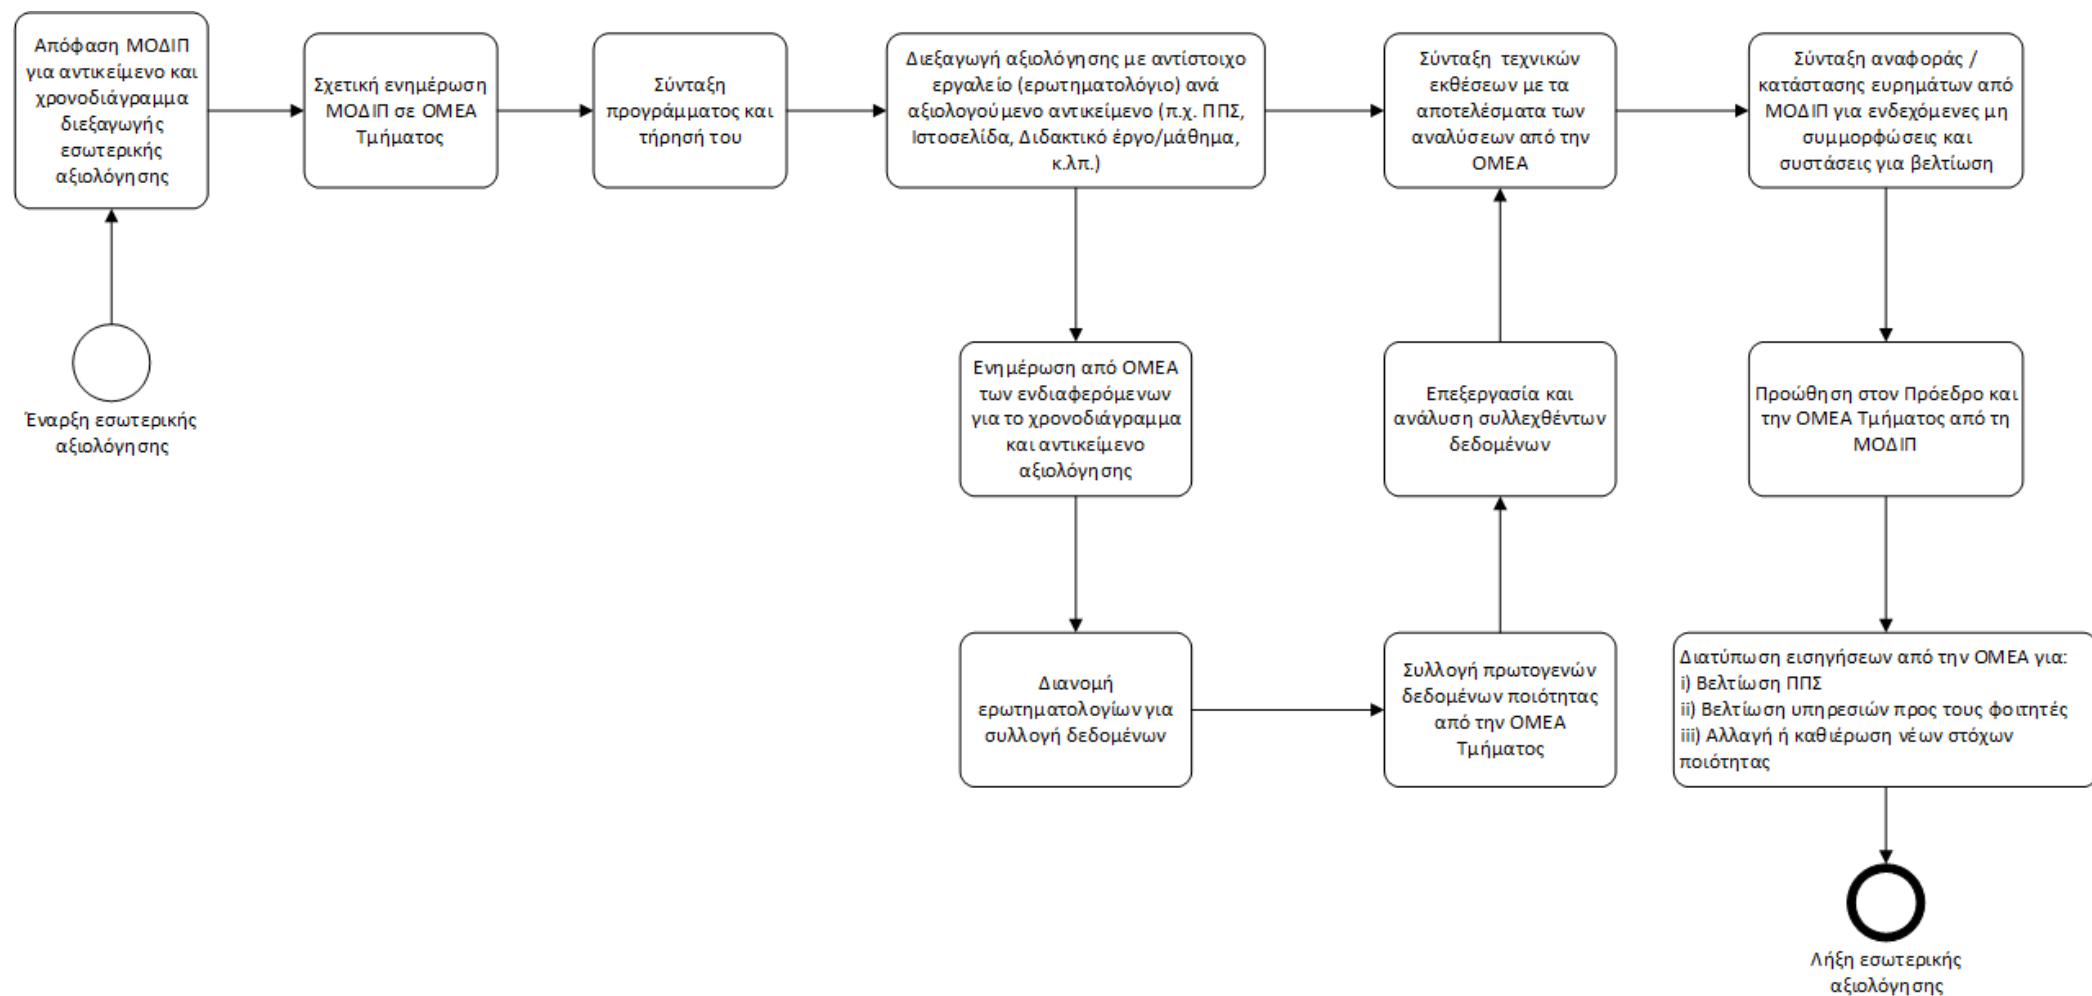 Απόφαση ΜΟΔΙΠ
για αντικείμενο και
χρονοδιάγραμμα
διεξαγωγής
εσωτερικής
αξιολόγησης
Έναρξη εσωτερικής
αξιολόγησης
Σχετική ενημέρωση
ΜΟΔΙΠ σε ΟΜΕΑ
Τμήματος
Σύνταξη
προγράμματος και
τήρησή του
Διεξαγωγή αξιολόγησης με αντίστοιχο
εργαλείο (ερωτηματολόγιο) ανά
αξιολογούμενο αντικείμενο (π.χ. ΠΠΣ,
Ιστοσελίδα, Διδακτικό έργο/μάθημα,
κ.λπ.)
Ενημέρωση από ΟΜΕΑ
των ενδιαφερόμενων
για το χρονοδιάγραμμα
και αντικείμενο
αξιολόγησης
Διανομή
ερωτηματολογίων για
συλλογή δεδομένων
Συλλογή πρωτογενών
δεδομένων ποιότητας
από την ΟΜΕΑ
Τμήματος
Επεξεργασία και
ανάλυση συλλεχθέντων
δεδομένων
Σύνταξη τεχνικών
εκθέσεων με τα
αποτελέσματα των
αναλύσεων από την
ΟΜΕΑ
Σύνταξη αναφοράς /
κατάστασης ευρημάτων από
ΜΟΔΙΠ για ενδεχόμενες μη
συμμορφώσεις και
συστάσεις για βελτίωση
Προώθηση στον Πρόεδρο και
την ΟΜΕΑ Τμήματος από τη
ΜΟΔΙΠ
Διατύπωση εισηγήσεων από την ΟΜΕΑ για:
i) Βελτίωση ΠΠΣ
ii) Βελτίωση υπηρεσιών προς τους φοιτητές
iii) Αλλαγή ή καθιέρωση νέων στόχων
ποιότητας
Λήξη εσωτερικής
αξιολόγησης